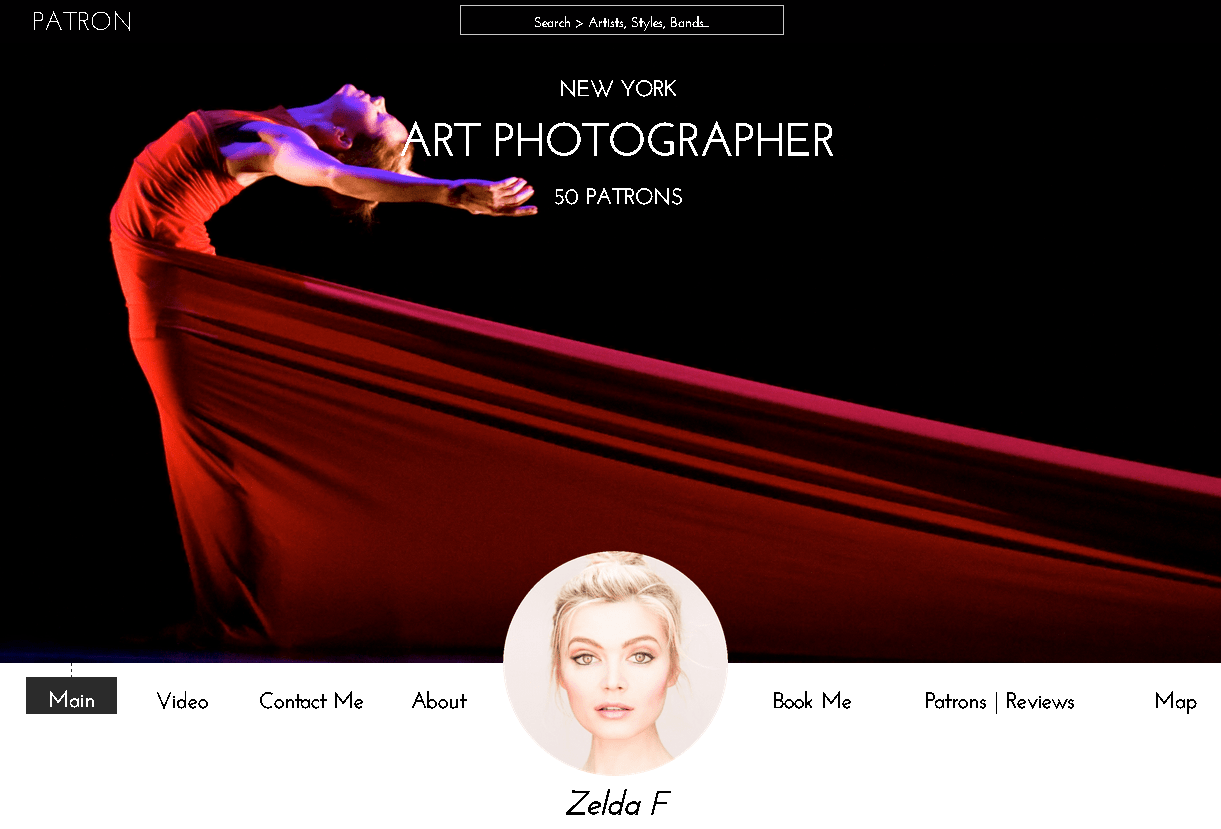 PATRON
Search > Artists, Styles, Bands...
NEW YORK
ART PHOTOGRAPHER
50 PATRONS
Main
Video
Contact Me
About
Book Me
Patrons | Reviews
Map
Zelda F